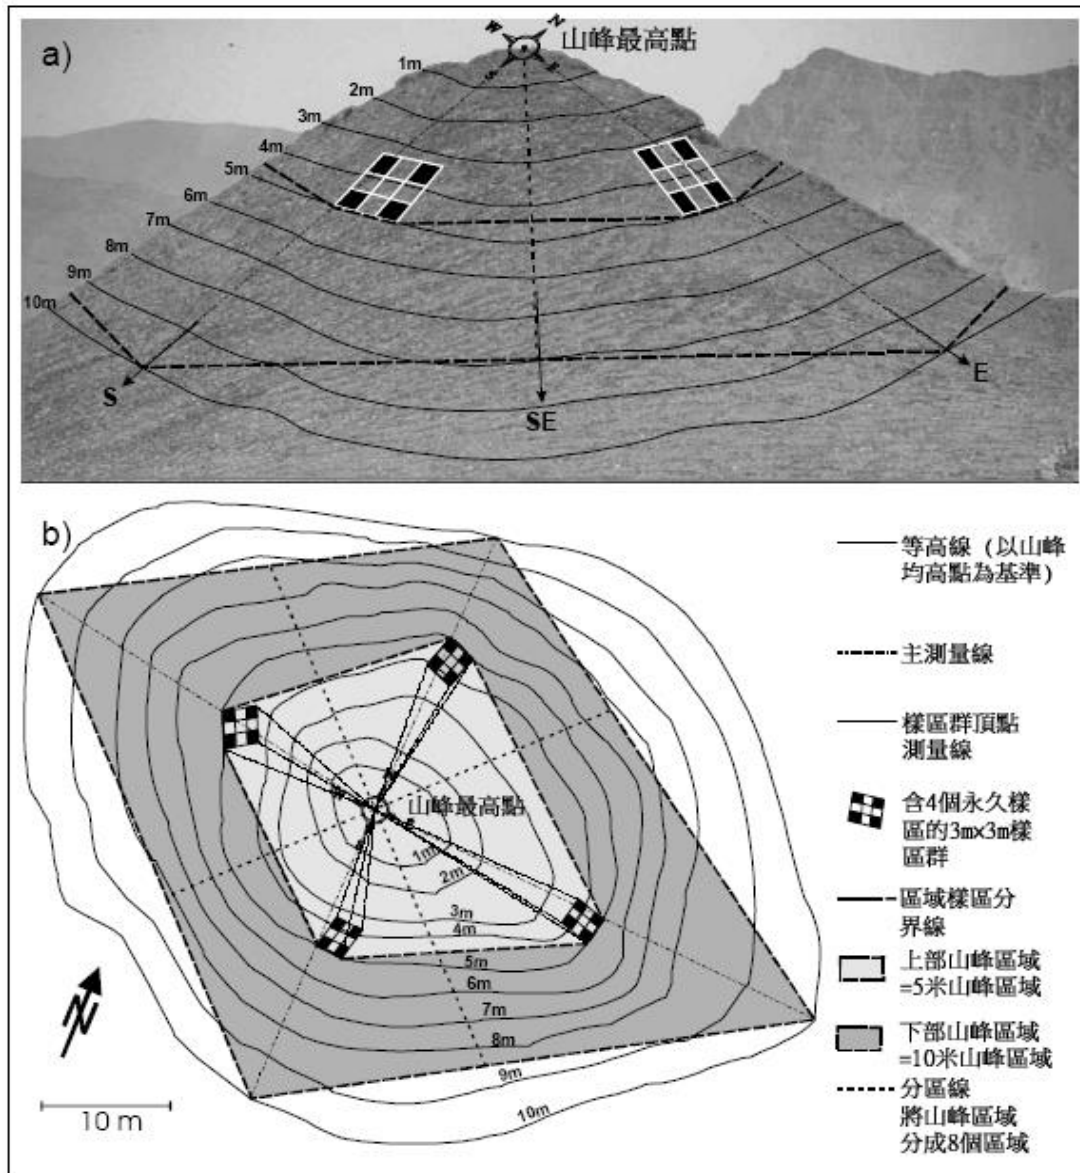 a)
W
N
山峰最高點
S
E
1m
2m
3m
4m
5m
6m
7m
8m
9m
10m
S
SE
E
b)
山峰最高點
1m
2m
3m
4m
5m
6m
7m
8m
9m
10m
N
10 m
等高線 (以山峰
均高點為基準)
主測量線
樣區群頂點
測量線
含4個永久樣
區的3m×3m樣
區群
區域樣區分
界線
上部山峰區域
=5米山峰區域
下部山峰區域
=10米山峰區域
分區線
將山峰區域
分成8個區域